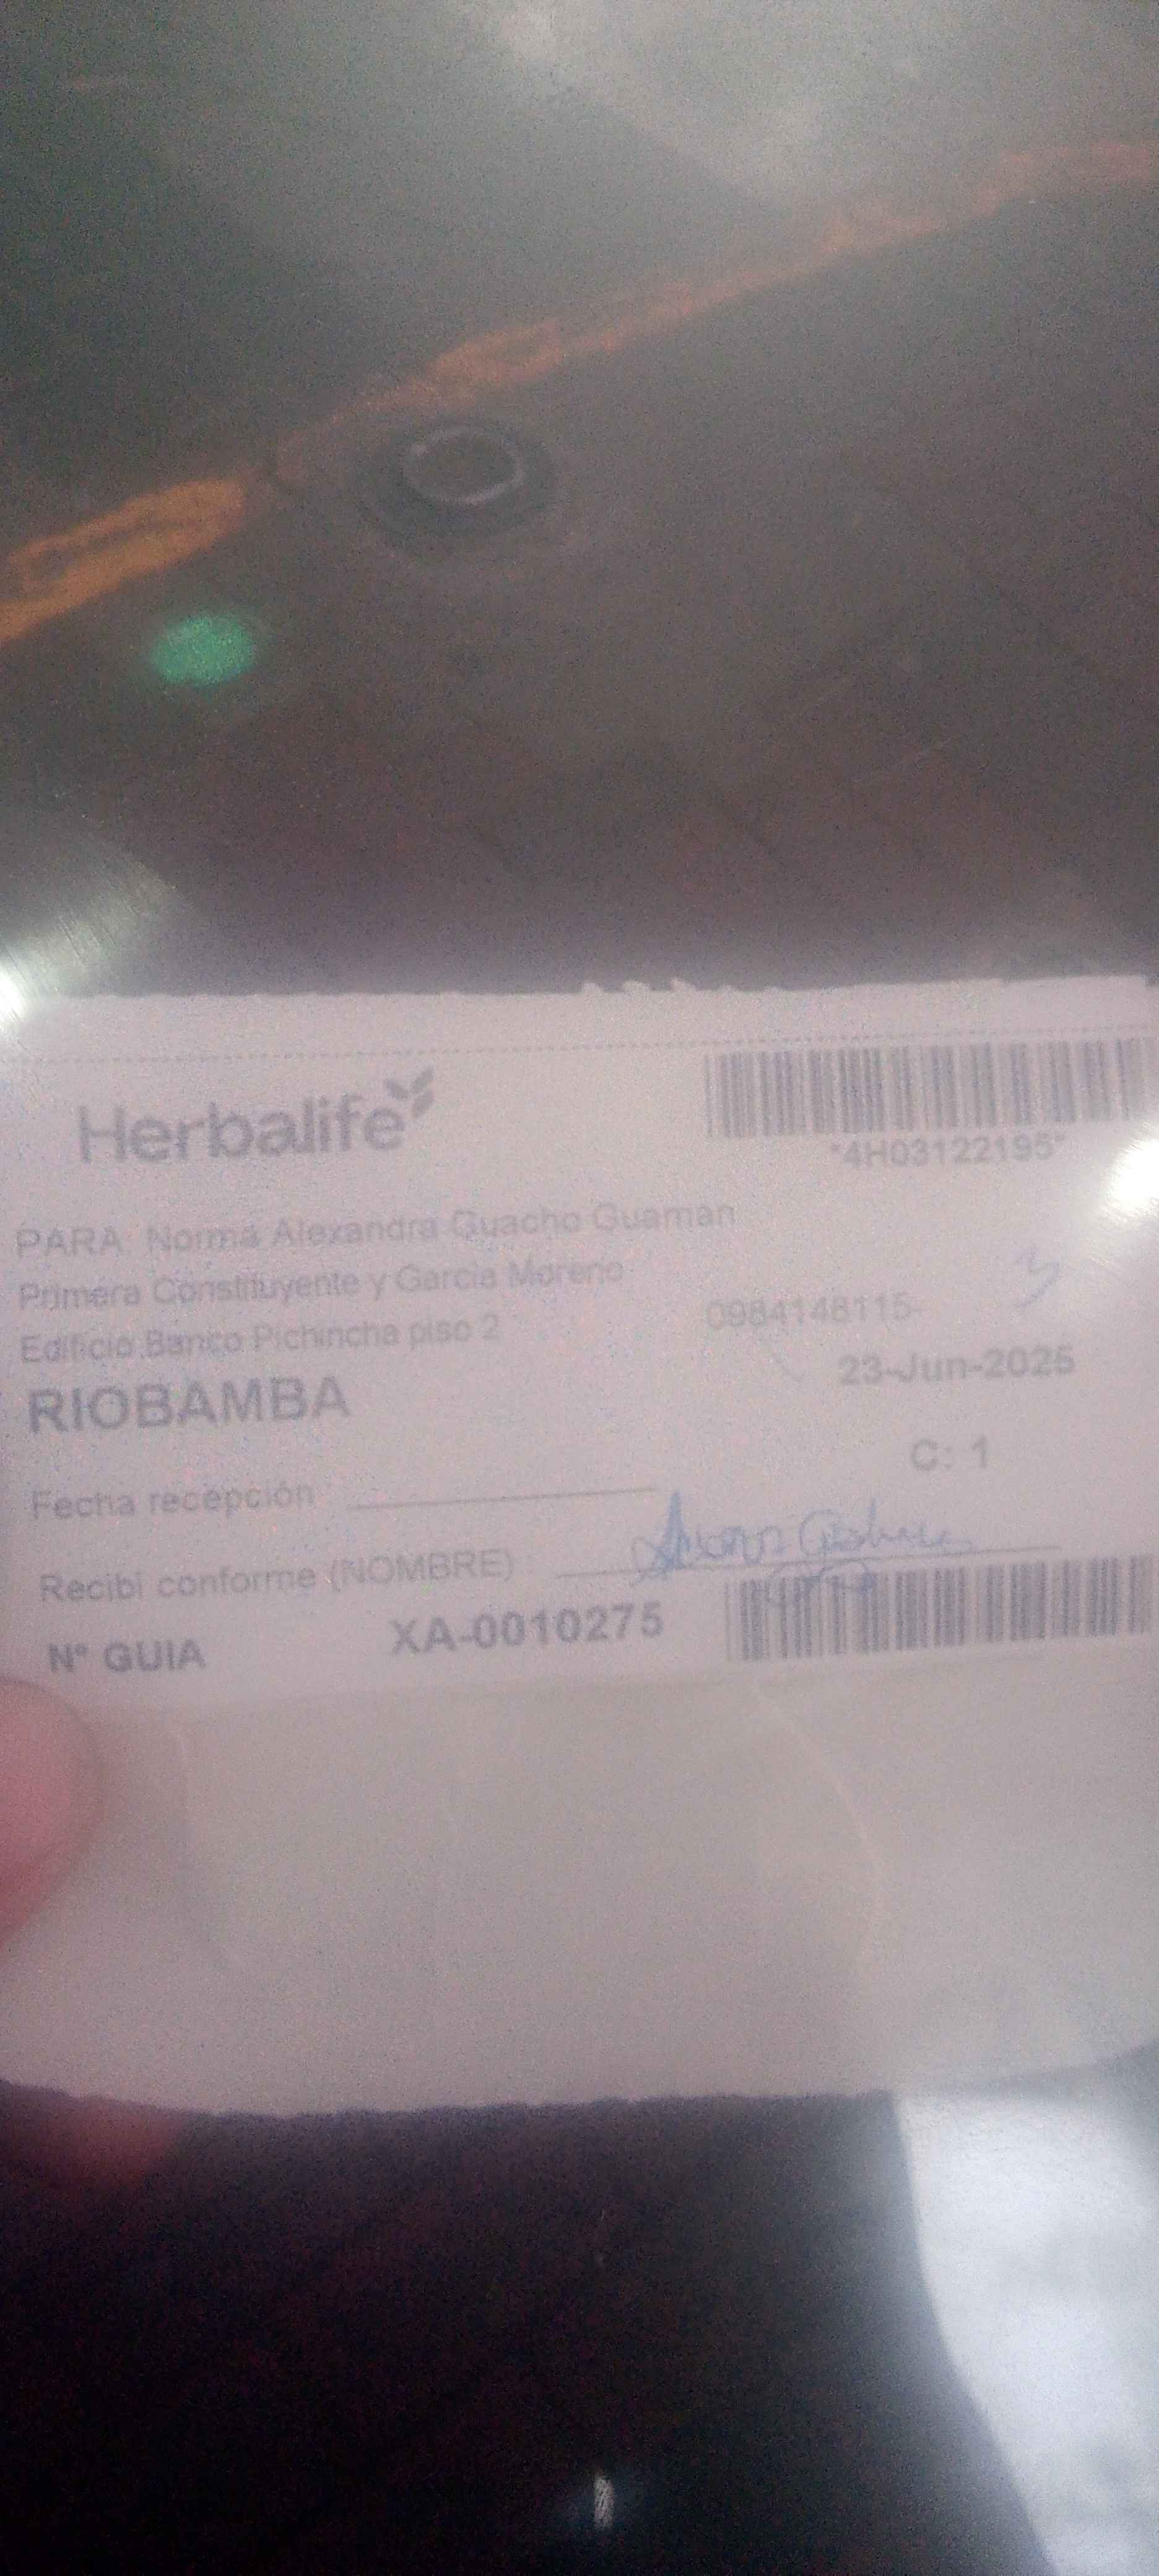 Herbalife
*4H03122195*
PARA: Norma Alexandra Guacho Guaman
Primera Constituyente y Garcia Moreno
Edificio Banco Pichincha piso 2
0984148115-
3
RIOBAMBA
23-Jun-2025
C: 1
Fecha recepción
Recibi conforme (NOMBRE)
N° GUIA XA-0010275